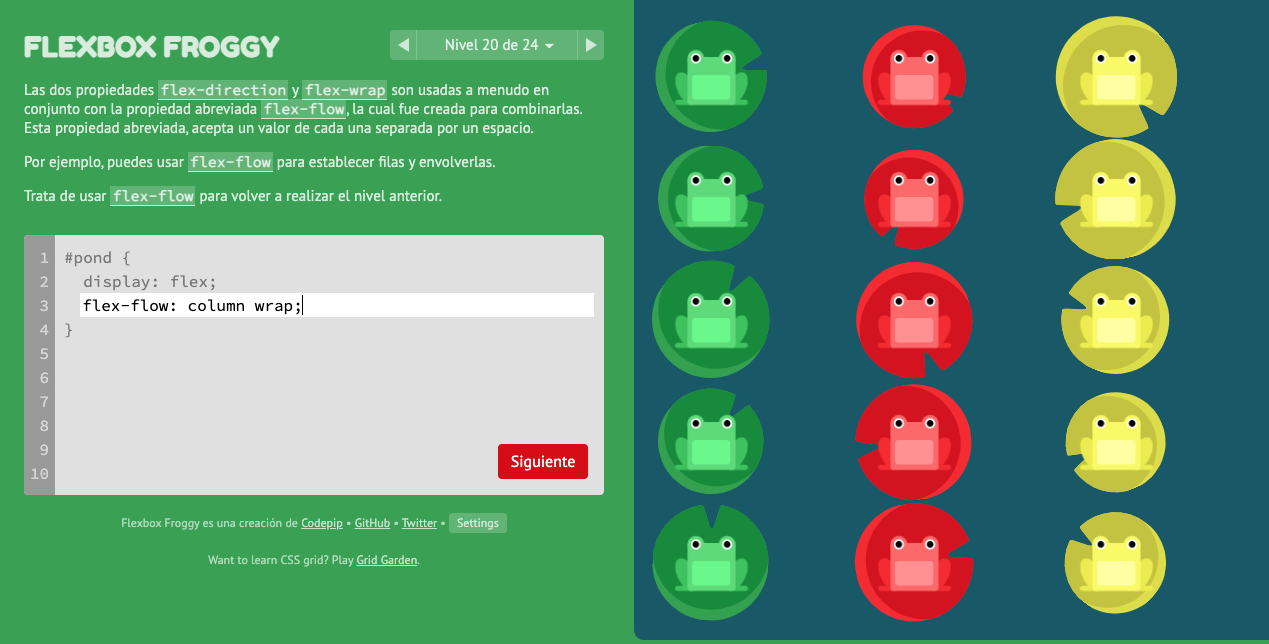 FLEXBOX FROGGY
Nivel 20 de 24
Las dos propiedades flex-direction y flex-wrap son usadas a menudo en
conjunto con la propiedad abreviada flex-flow, la cual fue creada para combinarlas.
Esta propiedad abreviada, acepta un valor de cada una separada por un espacio.
Por ejemplo, puedes usar flex-flow para establecer filas y envolverlas.
Trata de usar flex-flow para volver a realizar el nivel anterior.
1 #pond {
2 display: flex;
3 flex-flow: column wrap;
4 }
5
6
7
8
9
10
Siguiente
Flexbox Froggy es una creación de Codepip • GitHub • Twitter • Settings
Want to learn CSS grid? Play Grid Garden.